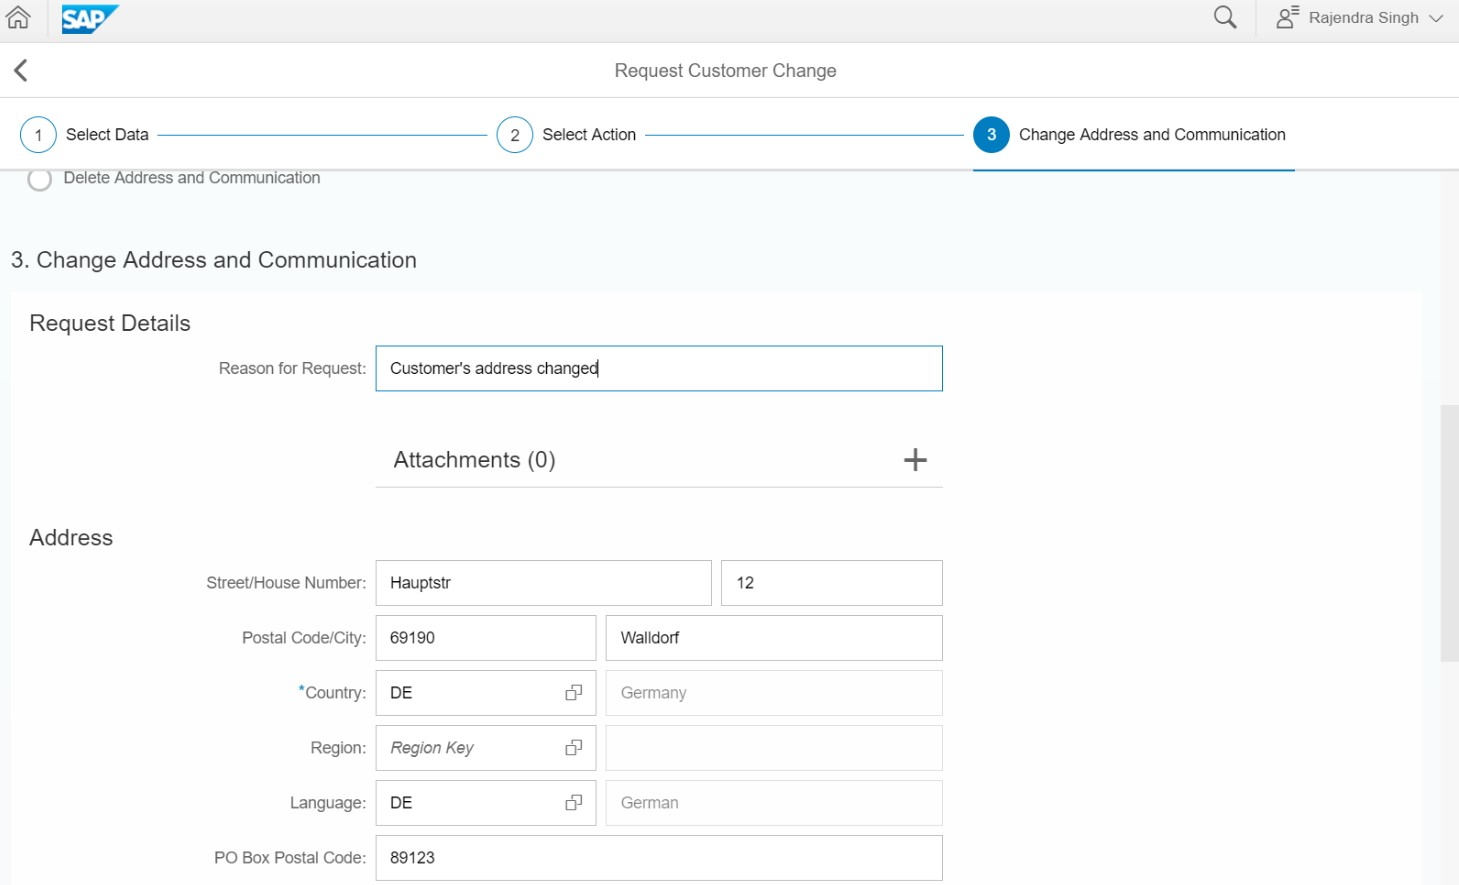 SAP
Rajendra Singh
Request Customer Change
1 Select Data
2 Select Action
3 Change Address and Communication
Delete Address and Communication
3. Change Address and Communication
Request Details
Reason for Request: Customer's address changed
Attachments (0)
Address
Street/House Number: Hauptstr 12
Postal Code/City: 69190 Walldorf
*Country: DE Germany
Region: Region Key
Language: DE German
PO Box Postal Code: 89123